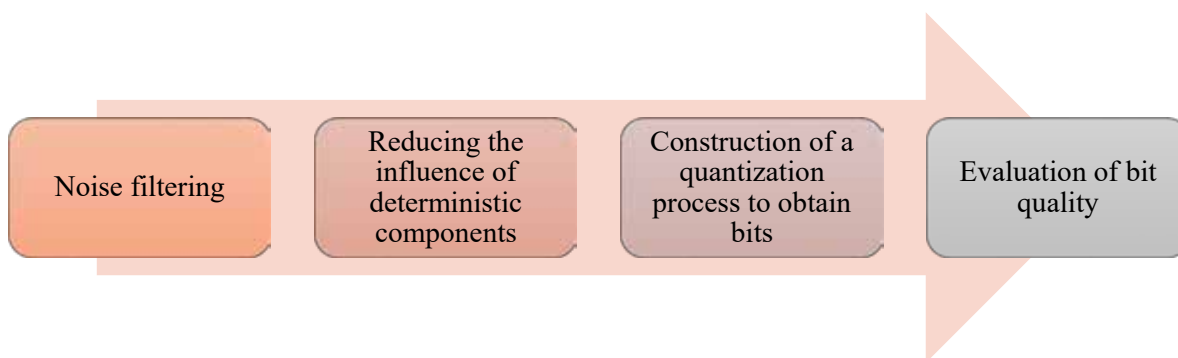 Noise filtering
Reducing the
influence of
deterministic
components
Construction of a
quantization
process to obtain
bits
Evaluation of bit
quality